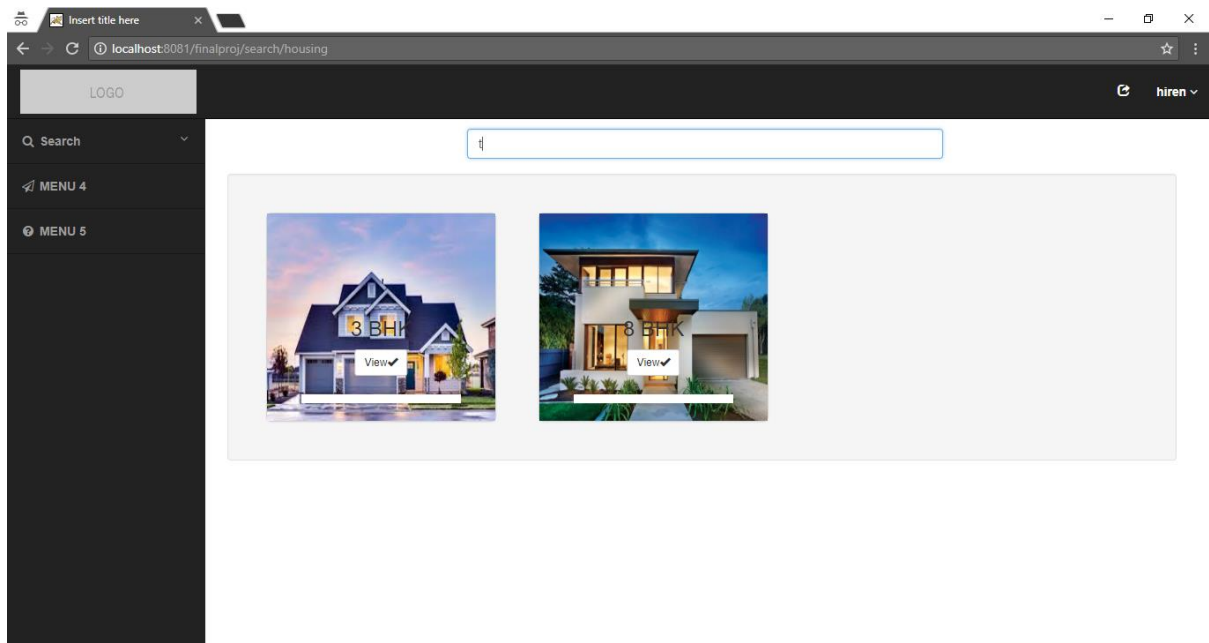 Insert title here
localhost:8081/finalproj/search/housing
LOGO
hiren
Search
t
MENU 4
MENU 5
3 BHK
8 BHK
View
View